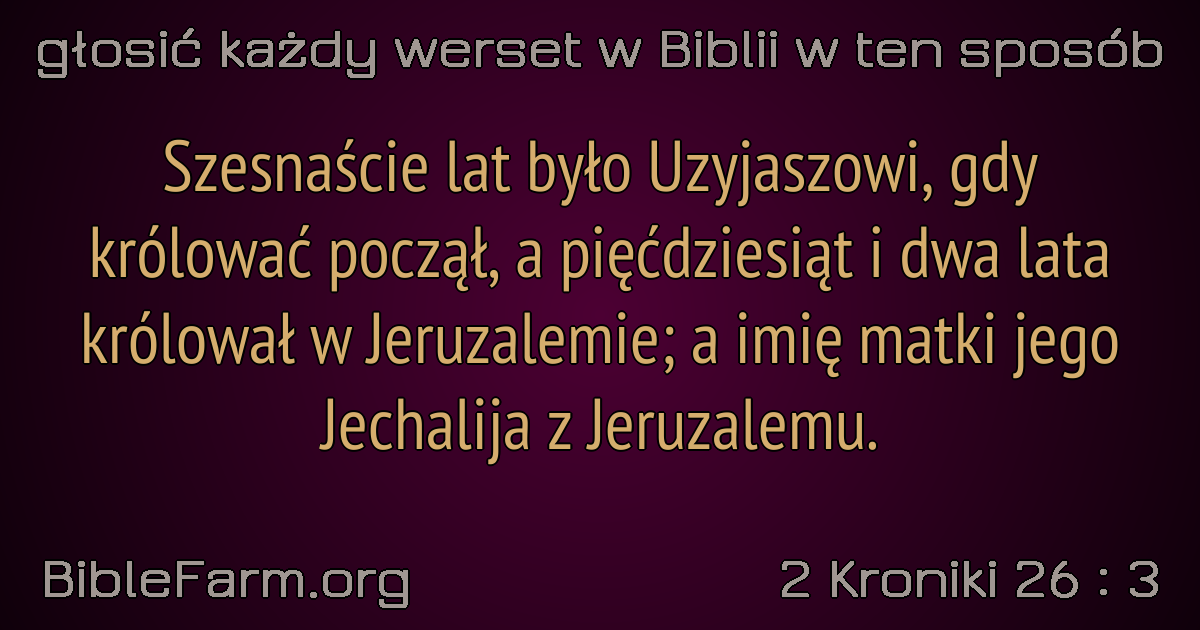 głosić każdy werset w Biblii w ten sposób
Szesnaście lat było Uzyjaszowi, gdy
królować począł, a pięćdziesiąt i dwa lata
królował w Jeruzalemie; a imię matki jego
Jechalija z Jeruzalemu.
BibleFarm.org
2 Kroniki 26 : 3